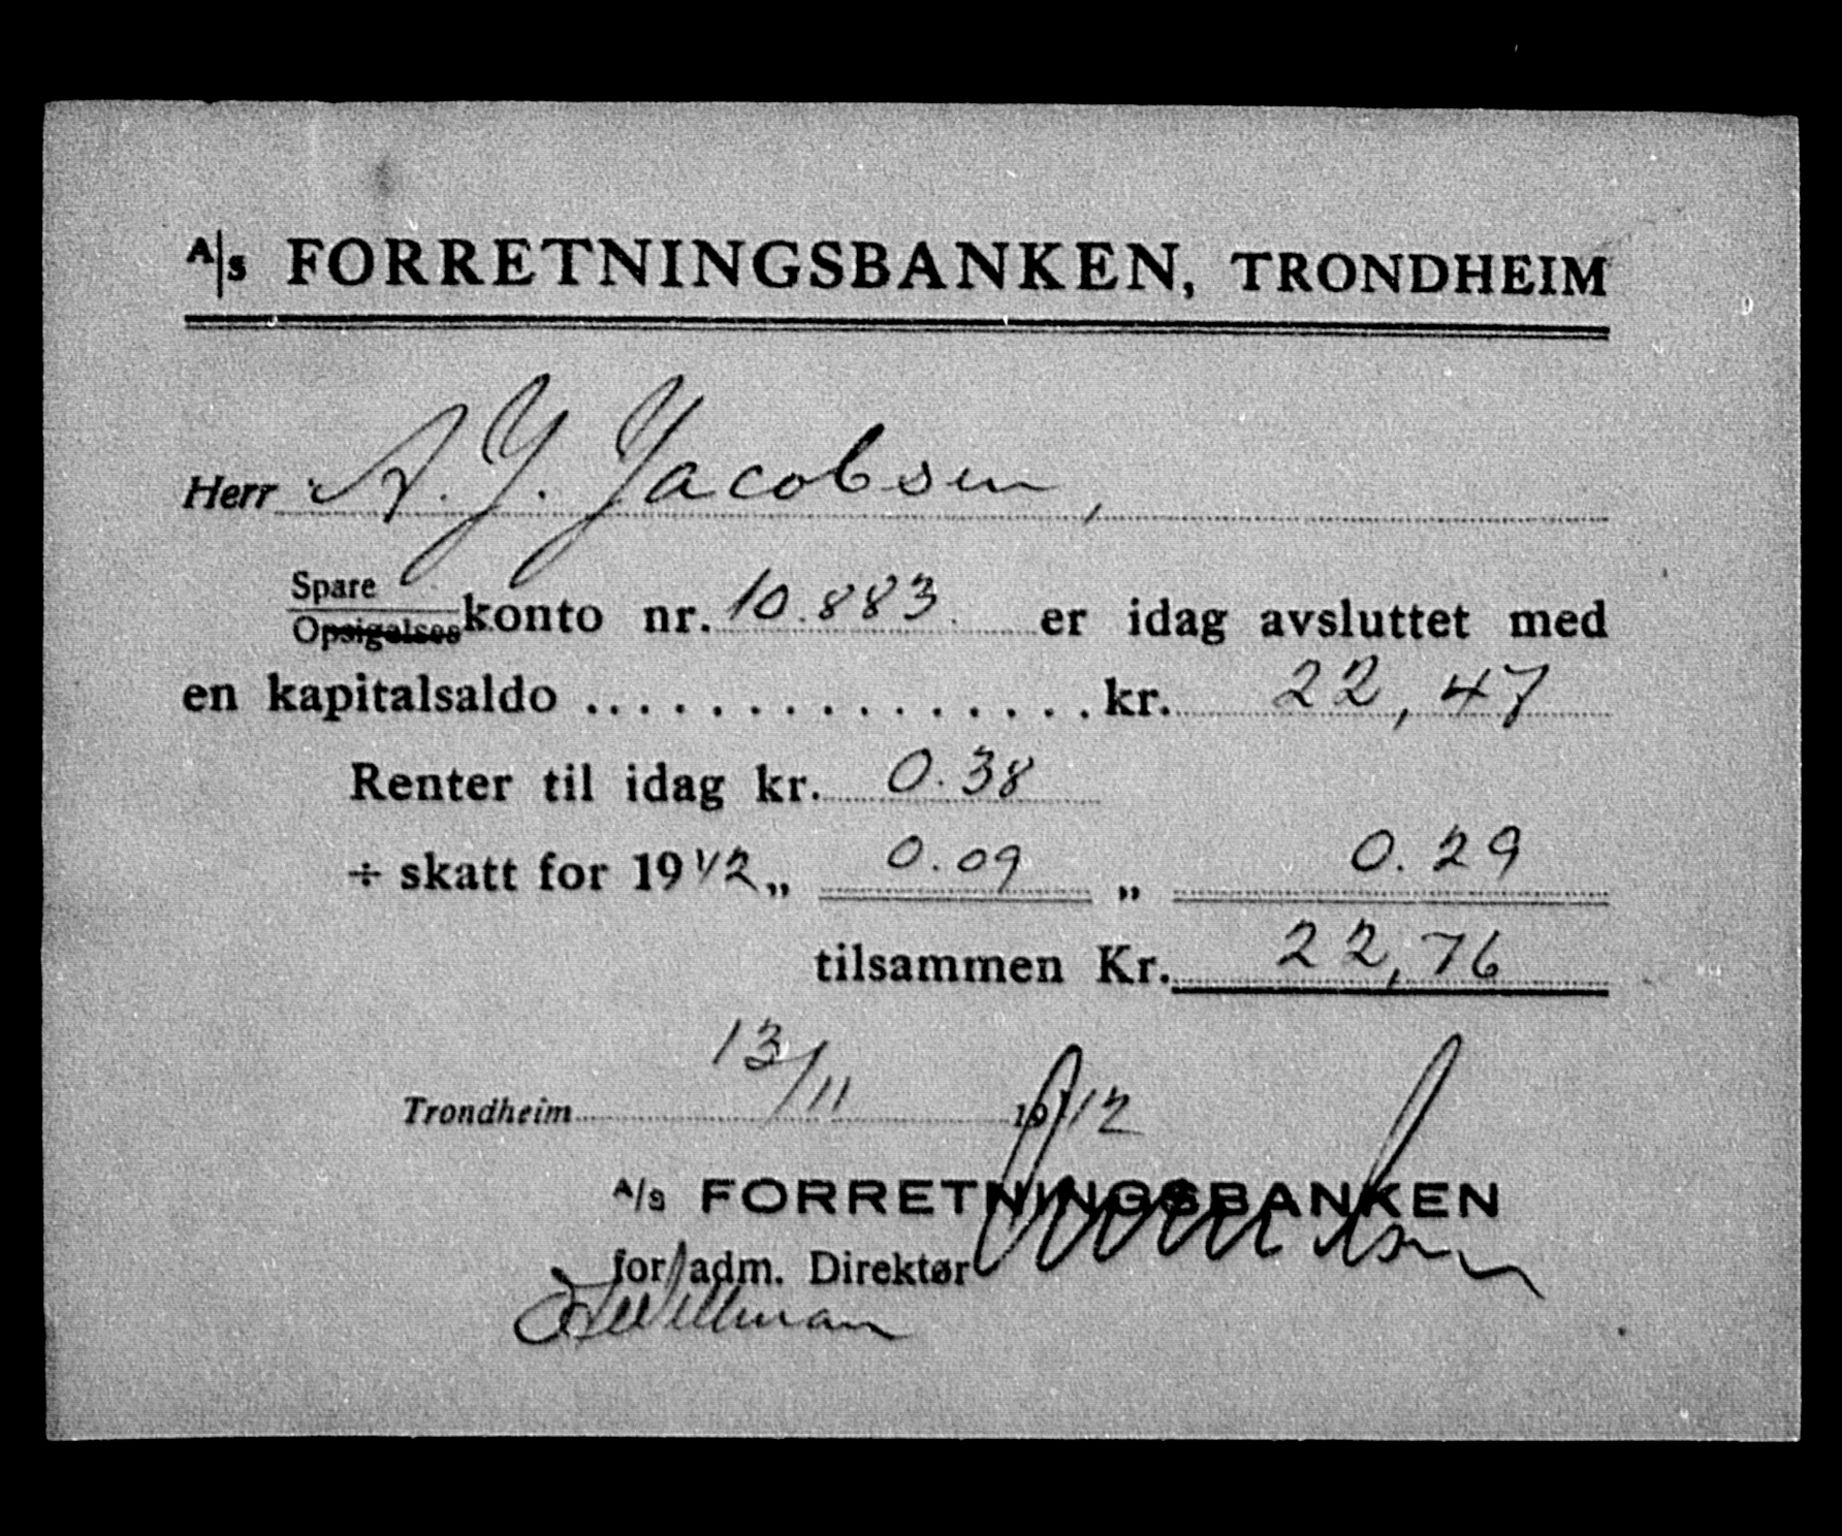 A/s FORRETNINGSBANKEN, TRONDHEIM
Herr A. J. Jacobsen,
Spare
Opsigelses konto nr. 10.883. er idag avsluttet med
en kapitalsaldo ................ kr. 22,47
Renter til idag kr. 0.38
÷ skatt for 1942 „ 0.09 „ 0.29
tilsammen Kr. 22,76
Trondheim 13/11 1942
A/s FORRETNINGSBANKEN
for adm. Direktør